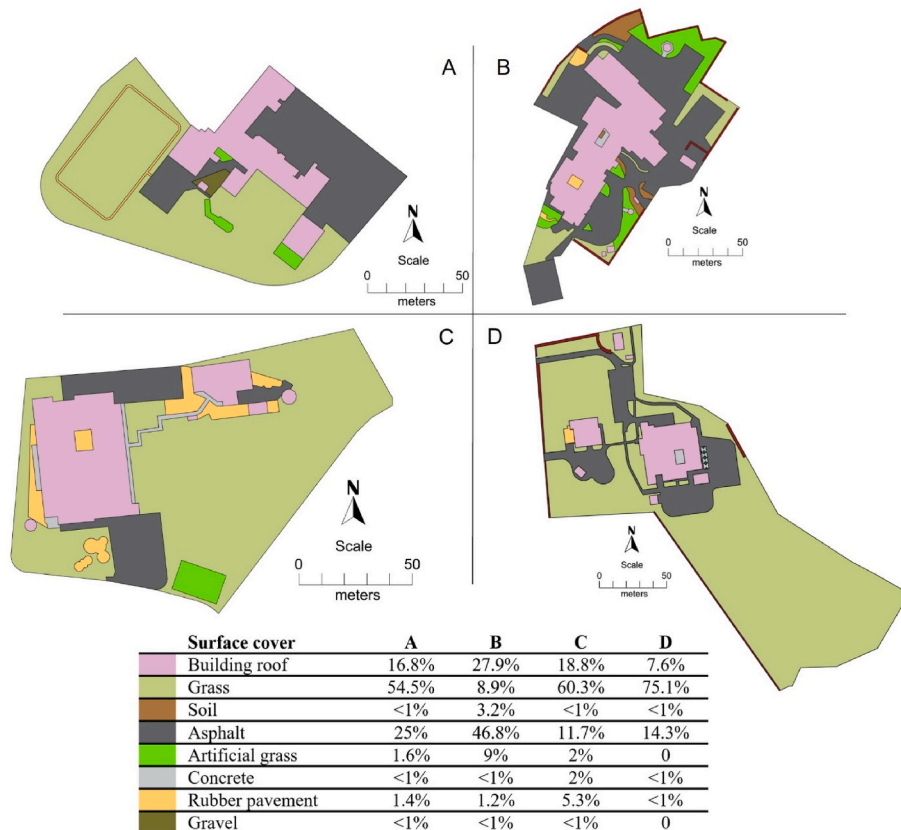 A
N
Scale
0 50
meters
B
N
Scale
0 50
meters
C
N
Scale
0 50
meters
D
N
Scale
0 50
meters
Surface cover A B C D
Building roof 16.8% 27.9% 18.8% 7.6%
Grass 54.5% 8.9% 60.3% 75.1%
Soil <1% 3.2% <1% <1%
Asphalt 25% 46.8% 11.7% 14.3%
Artificial grass 1.6% 9% 2% 0
Concrete <1% <1% 2% <1%
Rubber pavement 1.4% 1.2% 5.3% <1%
Gravel <1% <1% <1% 0